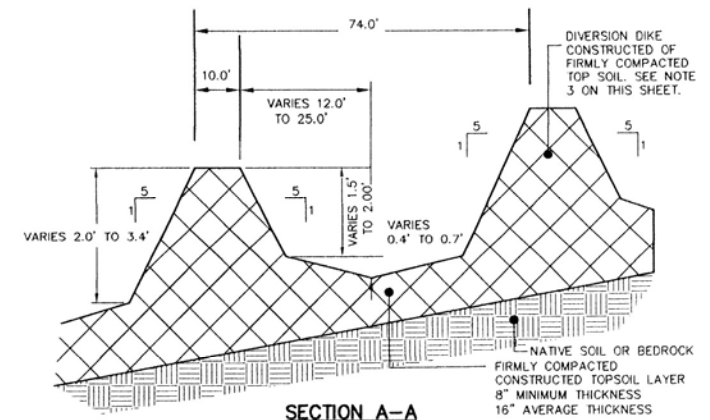 74.0'
DIVERSION DIKE
CONSTRUCTED OF
FIRMLY COMPACTED
TOP SOIL. SEE NOTE
3 ON THIS SHEET.
10.0'
VARIES 12.0'
TO 25.0'
5
1
5
1
5
1
5
1
VARIES 1.5'
TO 2.00'
VARIES
0.4' TO 0.7'
VARIES 2.0' TO 3.4'
NATIVE SOIL OR BEDROCK
FIRMLY COMPACTED
CONSTRUCTED TOPSOIL LAYER
8" MINIMUM THICKNESS
16" AVERAGE THICKNESS
SECTION A-A